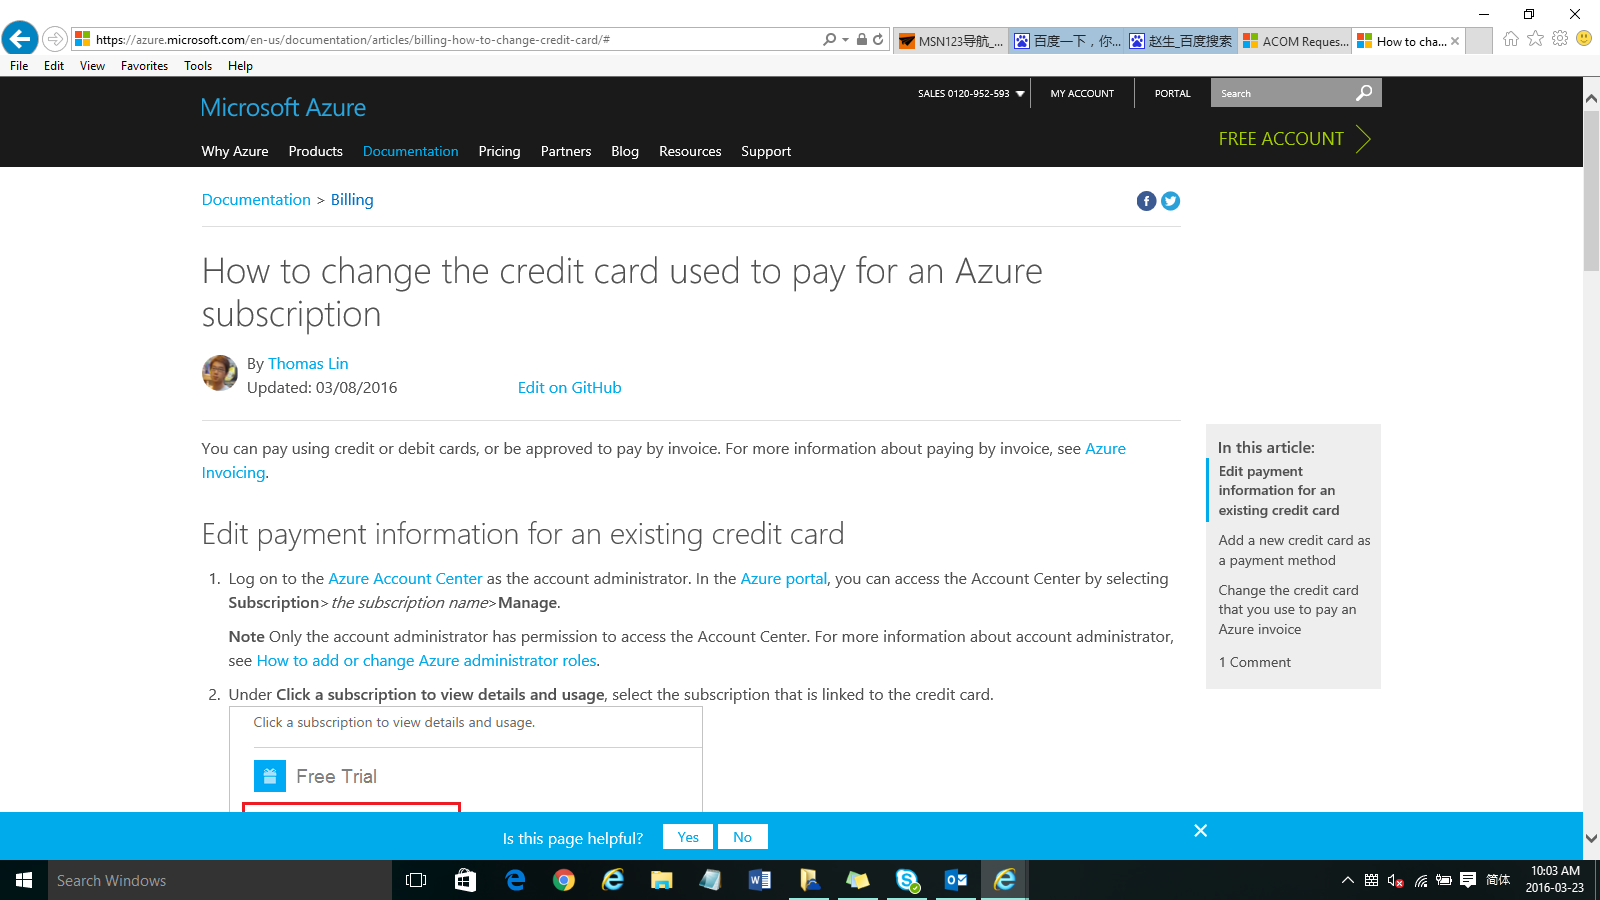 https://azure.microsoft.com/en-us/documentation/articles/billing-how-to-change-credit-card/#
MSN123导航_...
百度一下，你...
赵生_百度搜索
ACOM Reques...
How to cha...
File Edit View Favorites Tools Help
SALES 0120-952-593 MY ACCOUNT PORTAL Search
Microsoft Azure
FREE ACCOUNT
Why Azure Products Documentation Pricing Partners Blog Resources Support
Documentation > Billing
How to change the credit card used to pay for an Azure
subscription
By Thomas Lin
Updated: 03/08/2016 Edit on GitHub
You can pay using credit or debit cards, or be approved to pay by invoice. For more information about paying by invoice, see Azure
Invoicing.
Edit payment information for an existing credit card
1. Log on to the Azure Account Center as the account administrator. In the Azure portal, you can access the Account Center by selecting
Subscription>the subscription name>Manage.
Note Only the account administrator has permission to access the Account Center. For more information about account administrator,
see How to add or change Azure administrator roles.
2. Under Click a subscription to view details and usage, select the subscription that is linked to the credit card.
Click a subscription to view details and usage.
Free Trial
In this article:
Edit payment
information for an
existing credit card
Add a new credit card as
a payment method
Change the credit card
that you use to pay an
Azure invoice
1 Comment
Is this page helpful? Yes No
Search Windows
简体
10:03 AM
2016-03-23